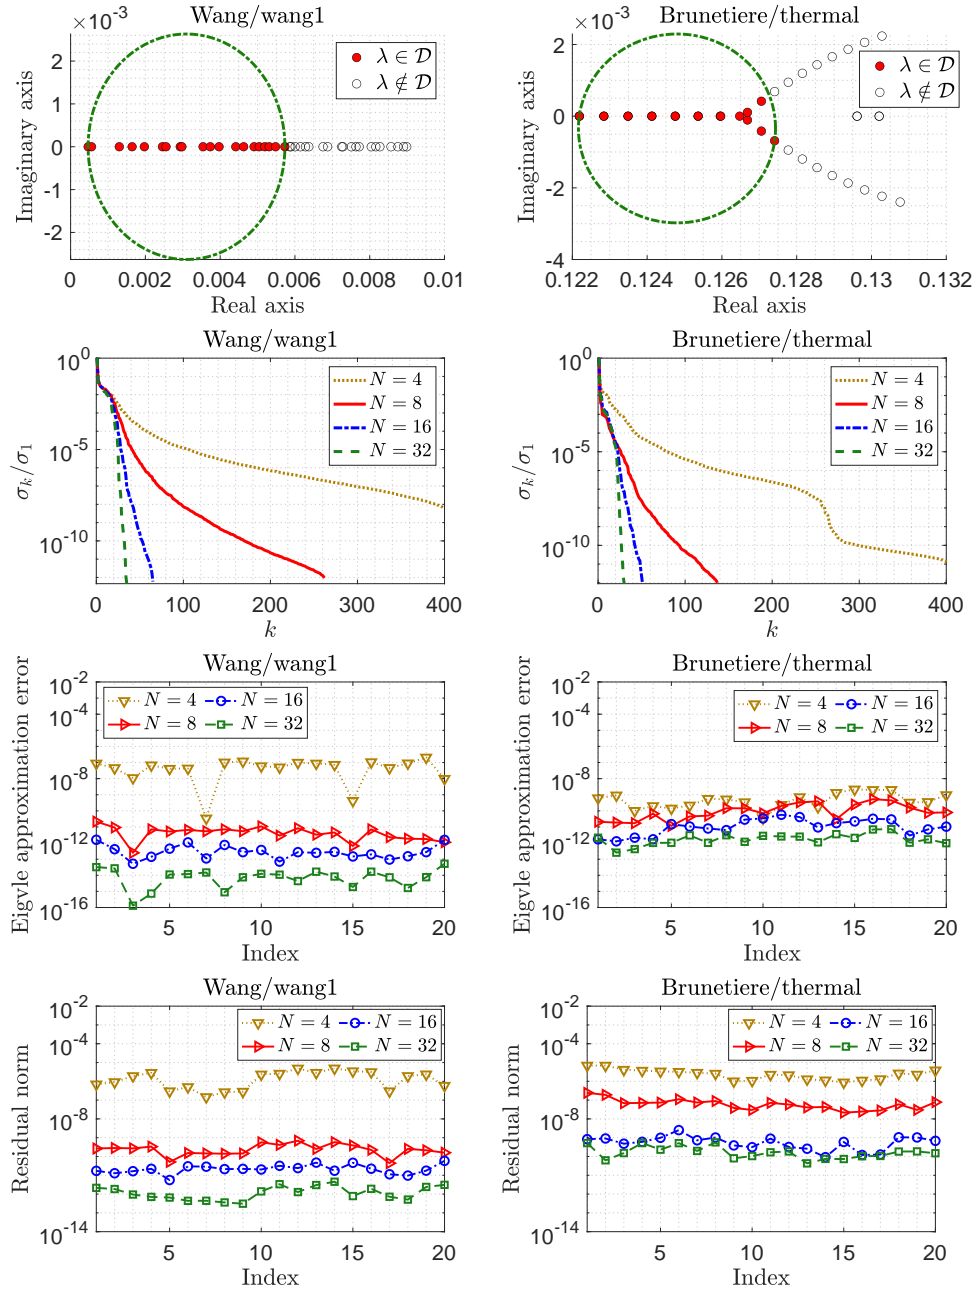 Wang/wang1
×10⁻³
Imaginary axis
2
1
0
-1
-2
λ ∈ 𝒟
λ ∉ 𝒟
0
0.002
0.004
0.006
0.008
0.01
Real axis
Brunetiere/thermal
×10⁻³
Imaginary axis
2
0
-2
-4
λ ∈ 𝒟
λ ∉ 𝒟
0.122
0.124
0.126
0.128
0.13
0.132
Real axis
Wang/wang1
σₖ/σ₁
10⁰
10⁻⁵
10⁻¹⁰
N = 4
N = 8
N = 16
N = 32
0
100
200
300
400
k
Brunetiere/thermal
σₖ/σ₁
10⁰
10⁻⁵
10⁻¹⁰
N = 4
N = 8
N = 16
N = 32
0
100
200
300
400
k
Wang/wang1
Eigvle approximation error
10⁻²
10⁻⁴
10⁻⁸
10⁻¹²
10⁻¹⁶
N = 4
N = 16
N = 8
N = 32
5
10
15
20
Index
Brunetiere/thermal
Eigvle approximation error
10⁻²
10⁻⁴
10⁻⁸
10⁻¹²
10⁻¹⁶
N = 4
N = 16
N = 8
N = 32
5
10
15
20
Index
Wang/wang1
Residual norm
10⁻²
10⁻⁴
10⁻⁸
10⁻¹⁴
N = 4
N = 16
N = 8
N = 32
5
10
15
20
Index
Brunetiere/thermal
Residual norm
10⁻²
10⁻⁴
10⁻⁸
10⁻¹⁴
N = 4
N = 16
N = 8
N = 32
5
10
15
20
Index